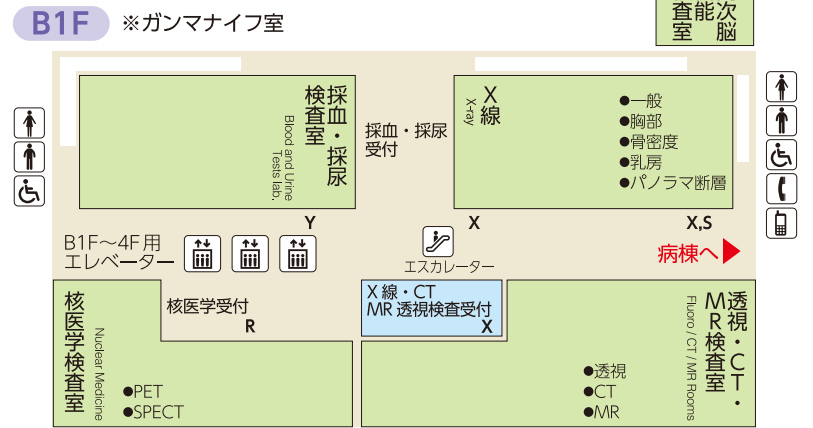 B1F ※ガンマナイフ室
次脳
能
査室
採血・採尿
検査室
Blood and Urine
Tests lab.
採血・採尿
受付
X線
X-ray
●一般
●胸部
●骨密度
●乳房
●パノラマ断層
Y
X
X,S
B1F～4F用
エレベーター
エスカレーター
病棟へ
核医学検査室
Nuclear Medicine
●PET
●SPECT
核医学受付
R
X線・CT
MR透視検査受付
X
透視・CT・
MR検査室
Fluoro / CT / MR Rooms
●透視
●CT
●MR